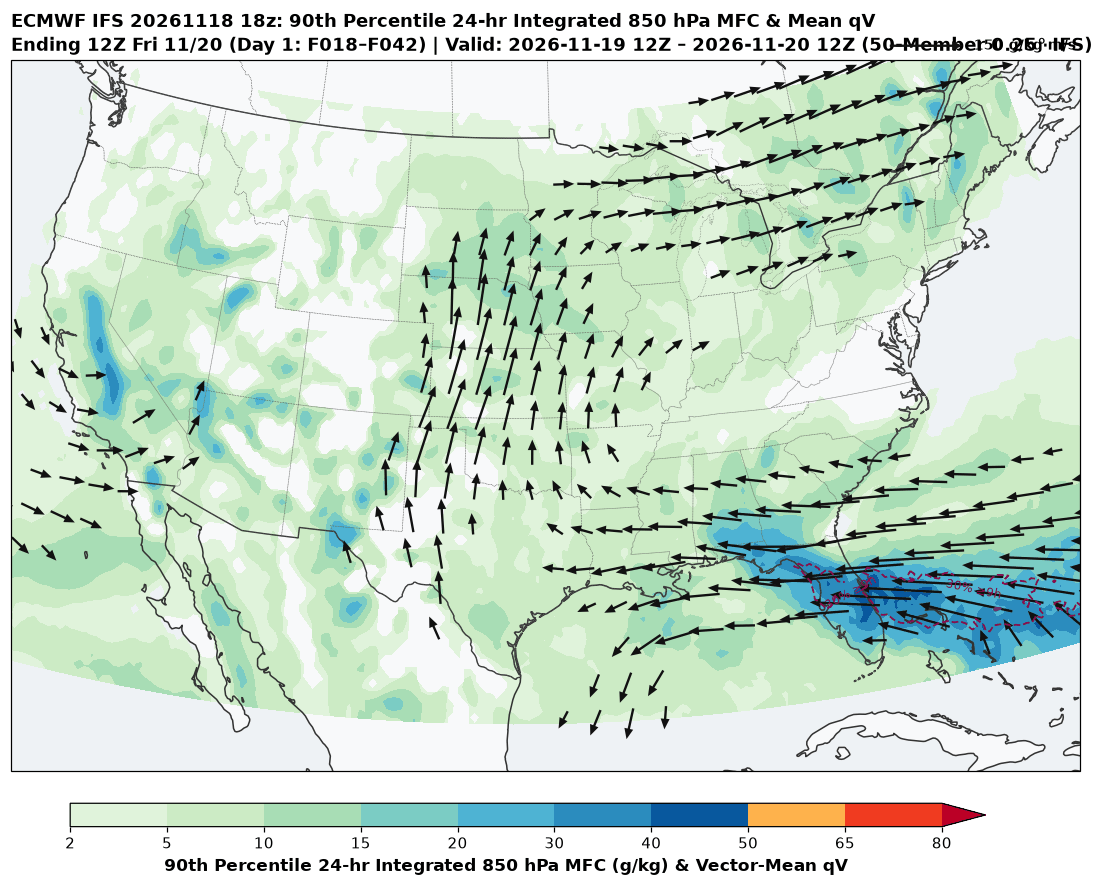 ECMWF IFS 20261118 18z: 90th Percentile 24-hr Integrated 850 hPa MFC & Mean qV
Ending 12Z Fri 11/20 (Day 1: F018–F042) | Valid: 2026-11-19 12Z – 2026-11-20 12Z (50-Member 0.25° IFS)
30%
2 5 10 15 20 30 40 50 65 80
90th Percentile 24-hr Integrated 850 hPa MFC (g/kg) & Vector-Mean qV